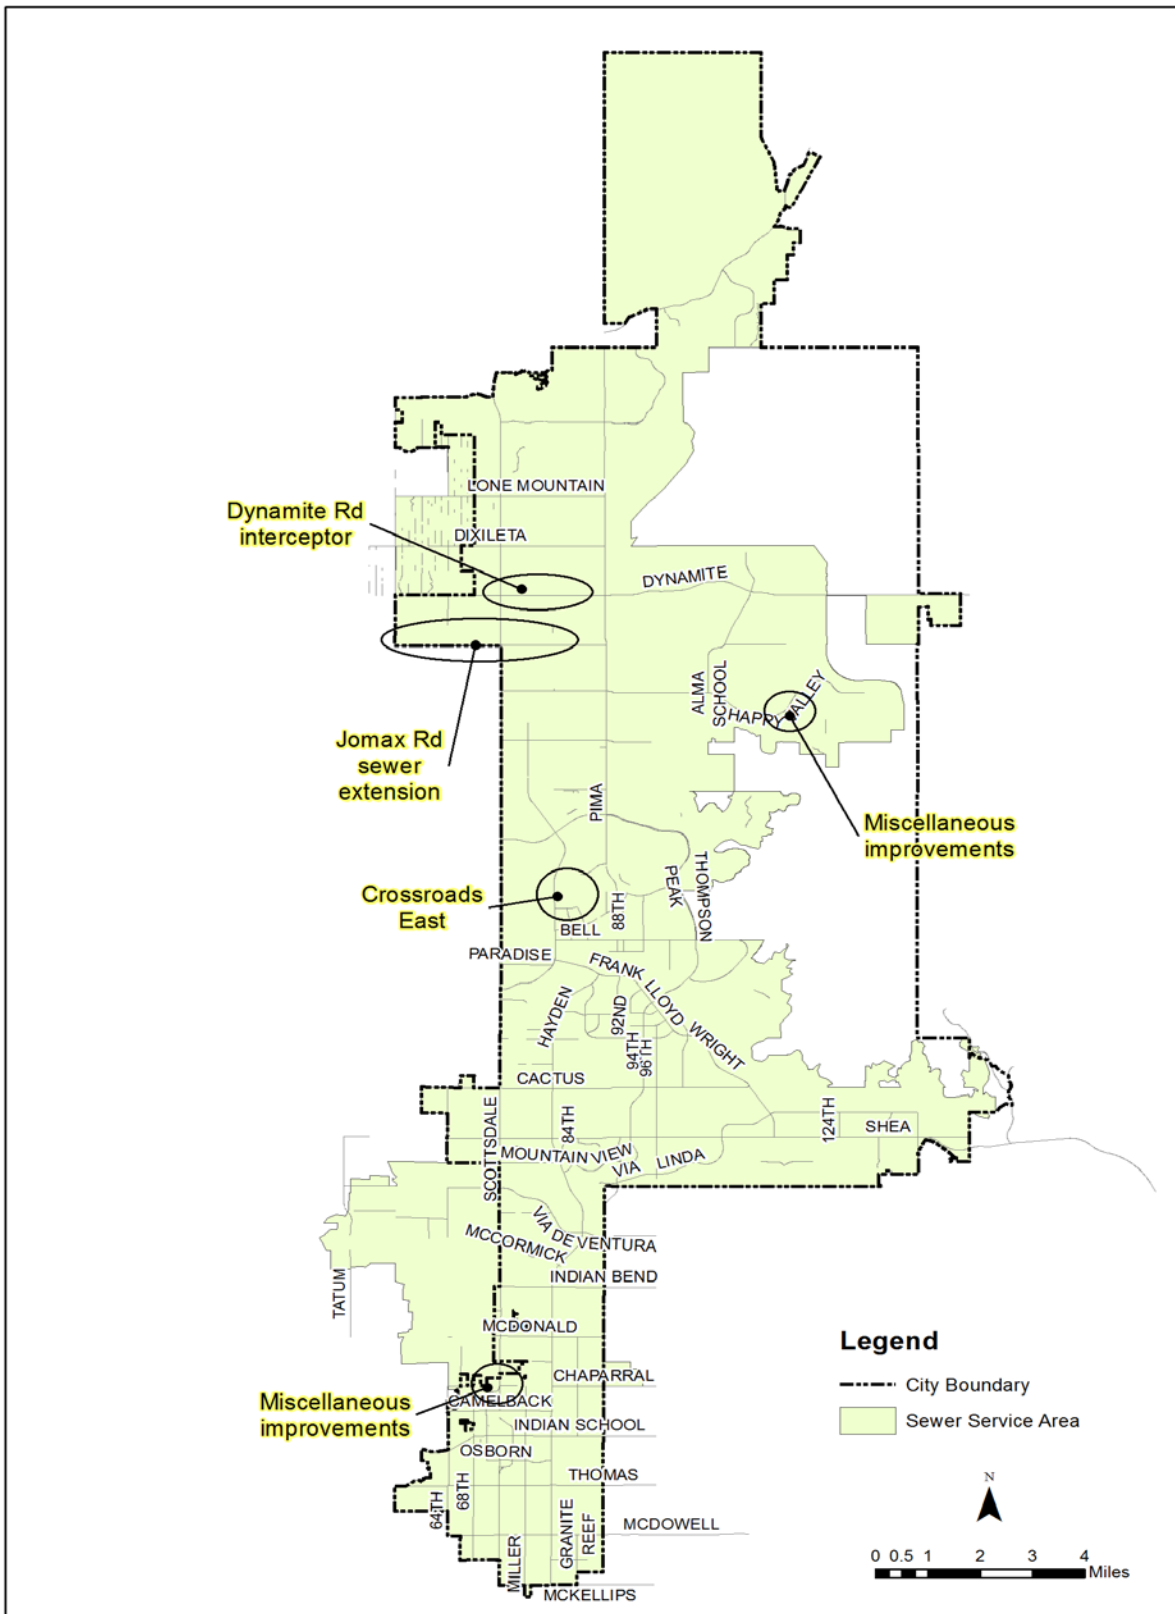 LONE MOUNTAIN
Dynamite Rd
interceptor
DIXILETA
DYNAMITE
ALMA
SCHOOL
HAPPY VALLEY
Jomax Rd
sewer
extension
PIMA
Miscellaneous
improvements
THOMPSON
PEAK
Crossroads
East
88TH
BELL
PARADISE
FRANK LLOYD WRIGHT
HAYDEN
92ND
94TH
96TH
CACTUS
SCOTTSDALE
84TH
124TH
SHEA
MOUNTAIN VIEW
VIA LINDA
VIA DE VENTURA
MCCORMICK
INDIAN BEND
TATUM
MCDONALD
Legend
CHAPARRAL
City Boundary
Miscellaneous
improvements
CAMELBACK
INDIAN SCHOOL
Sewer Service Area
OSBORN
THOMAS
64TH
68TH
N
MILLER
GRANITE
REEF
MCDOWELL
0 0.5 1 2 3 4
Miles
MCKELLIPS